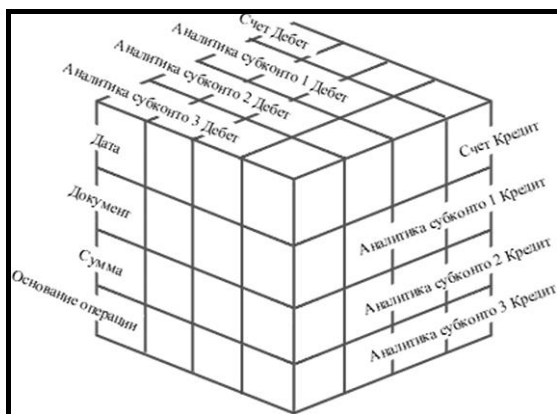 Счет Дебет
Аналитика субконто 1 Дебет
Аналитика субконто 2 Дебет
Аналитика субконто 3 Дебет
Дата
Документ
Сумма
Основание операции
Счет Кредит
Аналитика субконто 1 Кредит
Аналитика субконто 2 Кредит
Аналитика субконто 3 Кредит